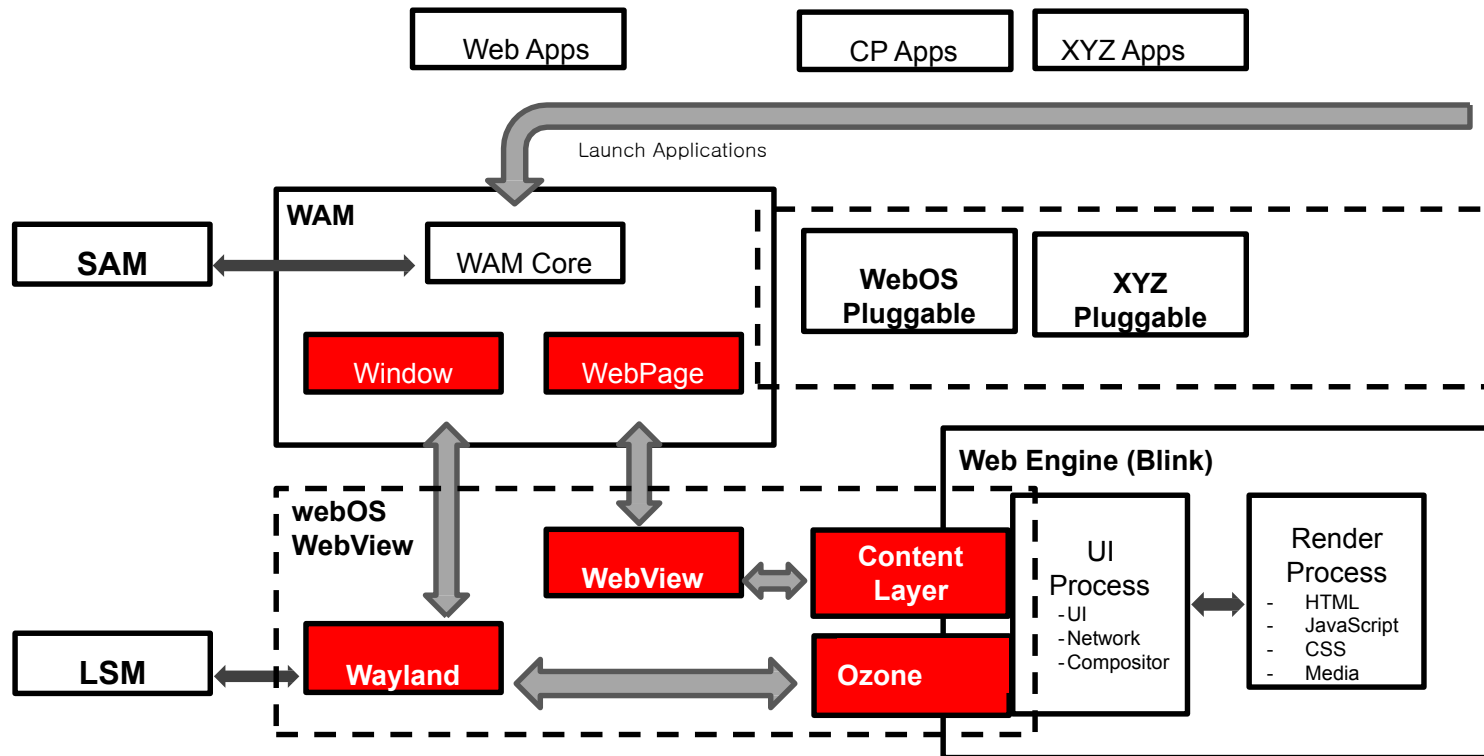 Web Apps
CP Apps
XYZ Apps
Launch Applications
WAM
SAM
WAM Core
WebOS
Pluggable
XYZ
Pluggable
Window
WebPage
Web Engine (Blink)
webOS
WebView
WebView
Content
Layer
UI
Process
-UI
-Network
-Compositor
Render
Process
- HTML
- JavaScript
- CSS
- Media
LSM
Wayland
Ozone